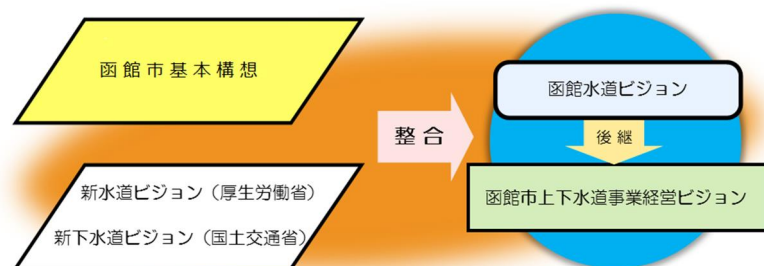 函館市基本構想
新水道ビジョン（厚生労働省）
新下水道ビジョン（国土交通省）
整合
函館水道ビジョン
後継
函館市上下水道事業経営ビジョン